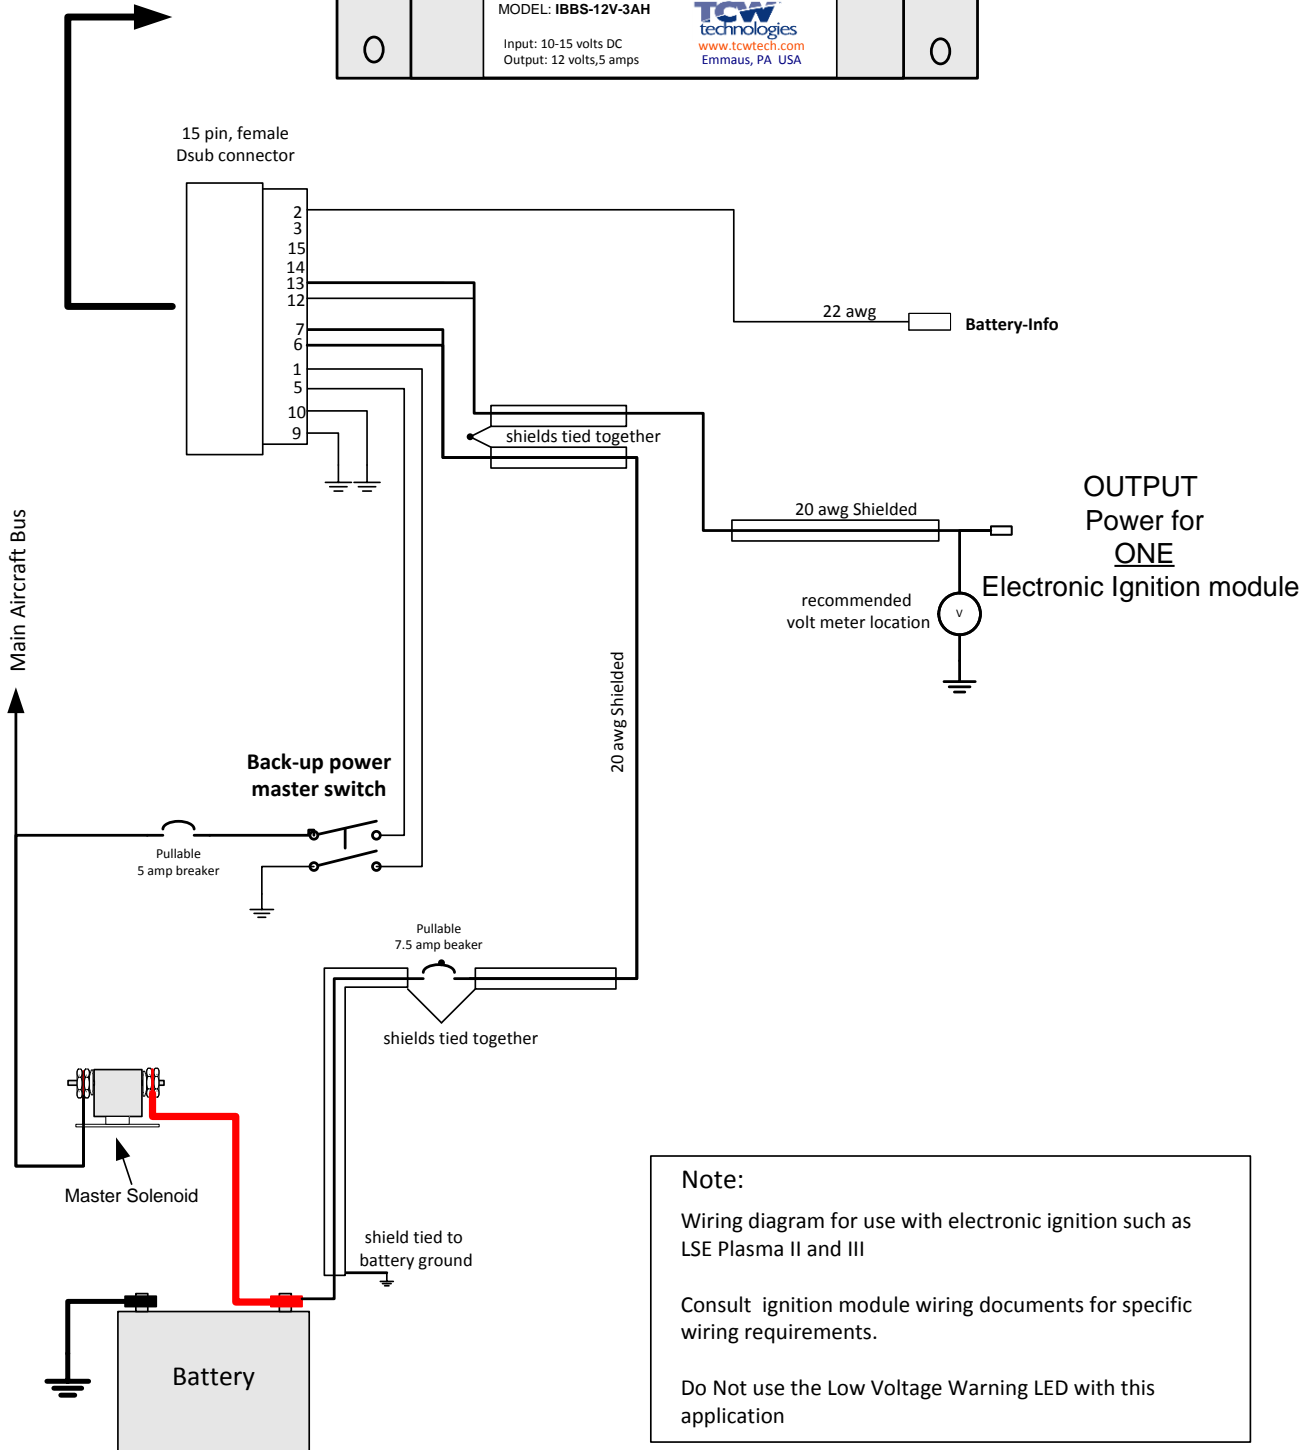 MODEL: IBBS-12V-3AH
Input: 10-15 volts DC
Output: 12 volts,5 amps
TCW
technologies
www.tcwtech.com
Emmaus, PA USA
15 pin, female
Dsub connector
2
3
15
14
13
12
7
6
1
5
10
9
22 awg
Battery-Info
shields tied together
20 awg Shielded
OUTPUT
Power for
ONE
Electronic Ignition module
recommended
volt meter location
V
Main Aircraft Bus
20 awg Shielded
Back-up power
master switch
Pullable
5 amp breaker
Pullable
7.5 amp beaker
shields tied together
Master Solenoid
shield tied to
battery ground
Battery
Note:
Wiring diagram for use with electronic ignition such as
LSE Plasma II and III
Consult ignition module wiring documents for specific
wiring requirements.
Do Not use the Low Voltage Warning LED with this
application